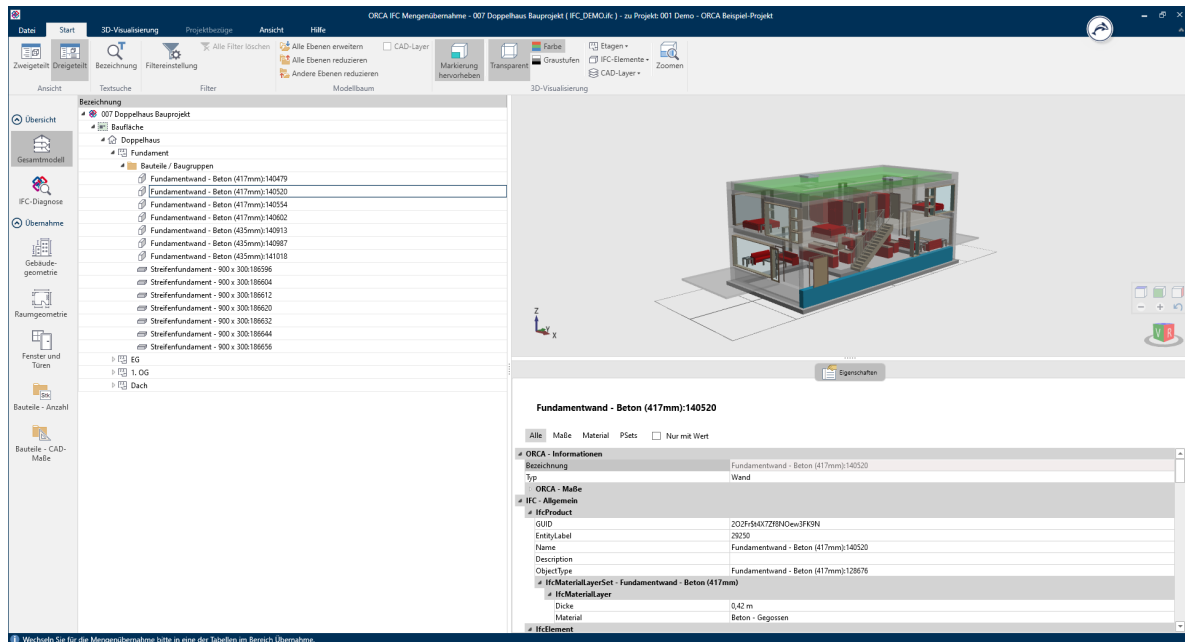 ORCA IFC Mengenübernahme - 007 Doppelhaus Bauprojekt ( IFC_DEMO.ifc ) - zu Projekt: 001 Demo - ORCA Beispiel-Projekt
Datei Start 3D-Visualisierung Projektbezüge Ansicht Hilfe
Zweigeteilt Dreigeteilt
Ansicht
Bezeichnung
Textsuche
Filtereinstellung
Alle Filter löschen
Filter
Alle Ebenen erweitern
Alle Ebenen reduzieren
Andere Ebenen reduzieren
CAD-Layer
Modellbaum
Markierung hervorheben
Transparent
Farbe
Graustufen
Etagen
IFC-Elemente
CAD-Layer
Zoomen
3D-Visualisierung
Übersicht
Gesamtmodell
IFC-Diagnose
Übernahme
Gebäude-
geometrie
Raumgeometrie
Fenster und
Türen
Stk
Bauteile - Anzahl
Bauteile - CAD-
Maße
Bezeichnung
007 Doppelhaus Bauprojekt
Baufläche
Doppelhaus
Fundament
Bauteile / Baugruppen
Fundamentwand - Beton (417mm):140479
Fundamentwand - Beton (417mm):140520
Fundamentwand - Beton (417mm):140554
Fundamentwand - Beton (417mm):140602
Fundamentwand - Beton (435mm):140913
Fundamentwand - Beton (435mm):140987
Fundamentwand - Beton (435mm):141018
Streifenfundament - 900 x 300:186596
Streifenfundament - 900 x 300:186604
Streifenfundament - 900 x 300:186612
Streifenfundament - 900 x 300:186620
Streifenfundament - 900 x 300:186632
Streifenfundament - 900 x 300:186644
Streifenfundament - 900 x 300:186656
EG
1. OG
Dach
Z
Y
X
V R
Eigenschaften
Fundamentwand - Beton (417mm):140520
Alle Maße Material PSets Nur mit Wert
ORCA - Informationen
Bezeichnung Fundamentwand - Beton (417mm):140520
Typ Wand
ORCA - Maße
IFC - Allgemein
IfcProduct
GUID 2O2Fr$t4X7Zf8NOew3FK9N
EntityLabel 29250
Name Fundamentwand - Beton (417mm):140520
Description
ObjectType Fundamentwand - Beton (417mm):128676
IfcMaterialLayerSet - Fundamentwand - Beton (417mm)
IfcMaterialLayer
Dicke 0,42 m
Material Beton - Gegossen
IfcElement
Wechseln Sie für die Mengenübernahme bitte in eine der Tabellen im Bereich Übernahme.